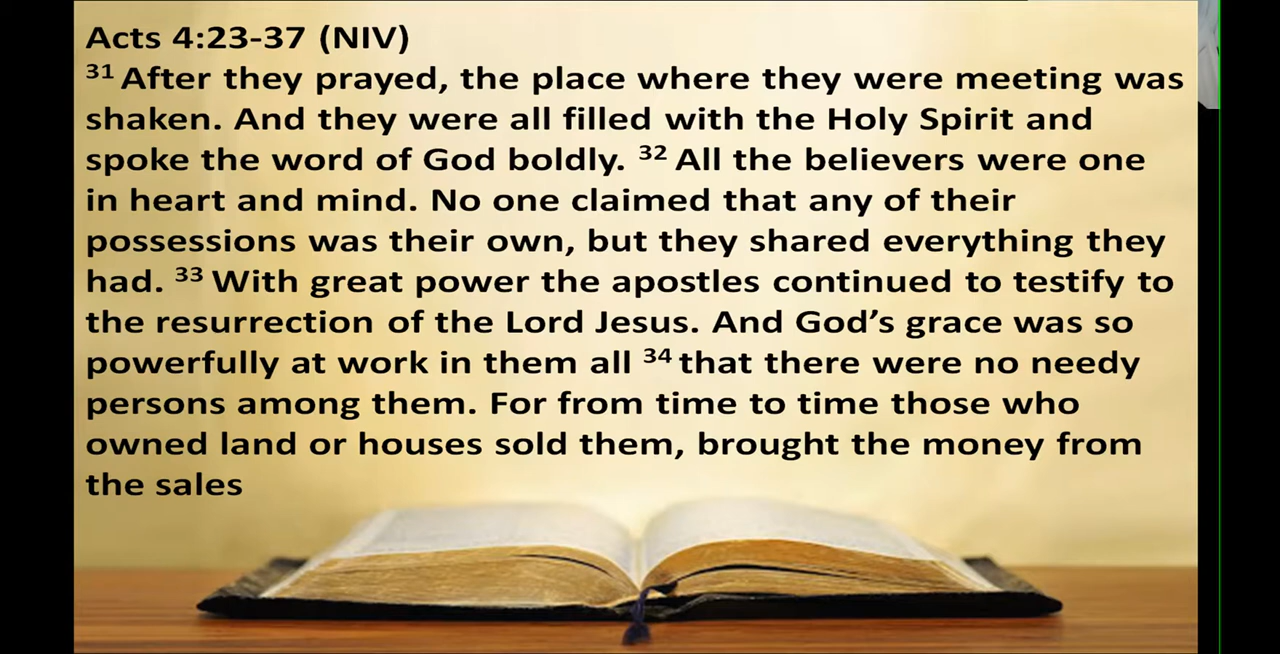 Acts 4:23-37 (NIV)
31 After they prayed, the place where they were meeting was
shaken. And they were all filled with the Holy Spirit and
spoke the word of God boldly. 32 All the believers were one
in heart and mind. No one claimed that any of their
possessions was their own, but they shared everything they
had. 33 With great power the apostles continued to testify to
the resurrection of the Lord Jesus. And God’s grace was so
powerfully at work in them all 34 that there were no needy
persons among them. For from time to time those who
owned land or houses sold them, brought the money from
the sales